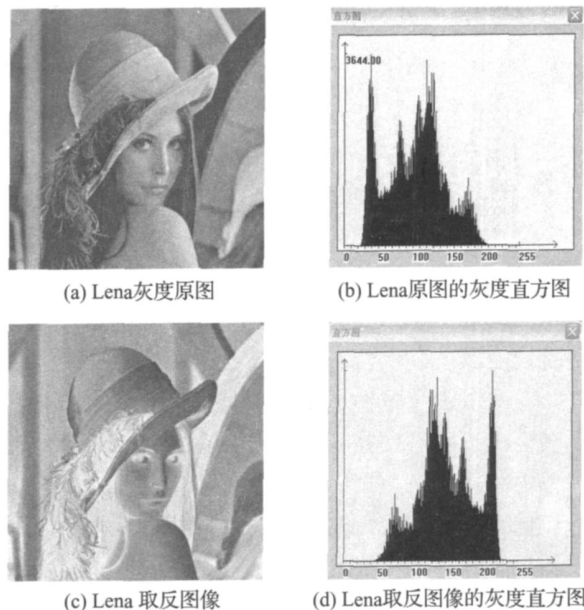 直方图
3644.00
0 50 100 150 200 255
(a) Lena灰度原图
(b) Lena原图的灰度直方图
直方图
0 50 100 150 200 255
(c) Lena 取反图像
(d) Lena取反图像的灰度直方图